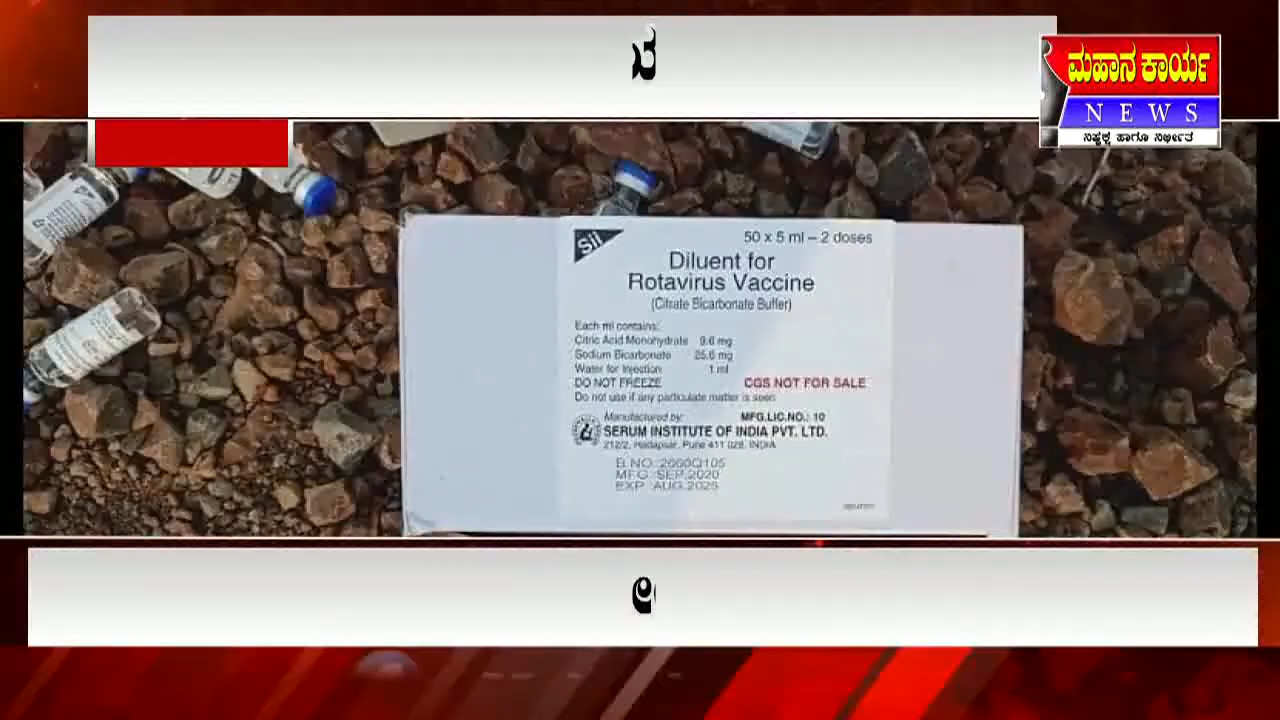 ಮಹಾನ ಕಾರ್ಯ
NEWS
ನಿಷ್ಪಕ್ಷ ಹಾಗೂ ನಿರ್ಭೀತ
Sii
50 x 5 ml – 2 doses
Diluent for
Rotavirus Vaccine
(Citrate Bicarbonate Buffer)
Each ml contains:
Citric Acid Monohydrate 9.6 mg
Sodium Bicarbonate 25.6 mg
Water for Injection 1 ml
DO NOT FREEZE CGS NOT FOR SALE
Do not use if any particulate matter is seen
Manufactured by: MFG.LIC.NO.: 10
SERUM INSTITUTE OF INDIA PVT. LTD.
212/2, Hadapsar, Pune 411 028, INDIA
B.NO.:2660Q105
MFG.:SEP.2020
EXP.:AUG.2025